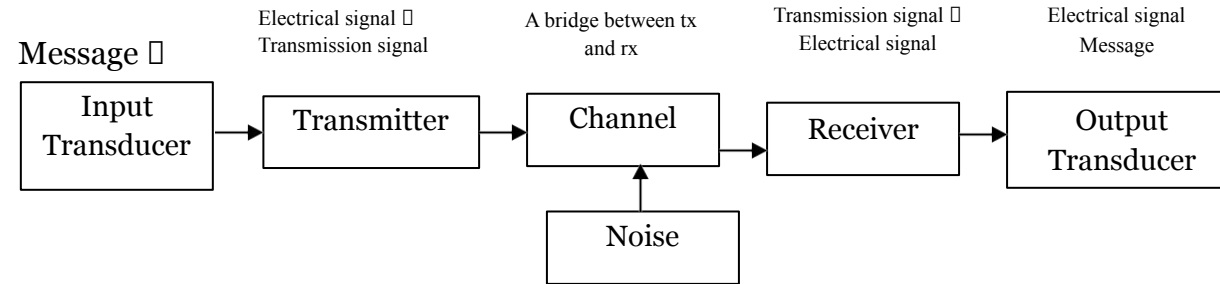 Electrical signal 
Transmission signal
A bridge between tx
and rx
Transmission signal 
Electrical signal
Electrical signal
Message
Message 
Input
Transducer
Transmitter
Channel
Receiver
Output
Transducer
Noise